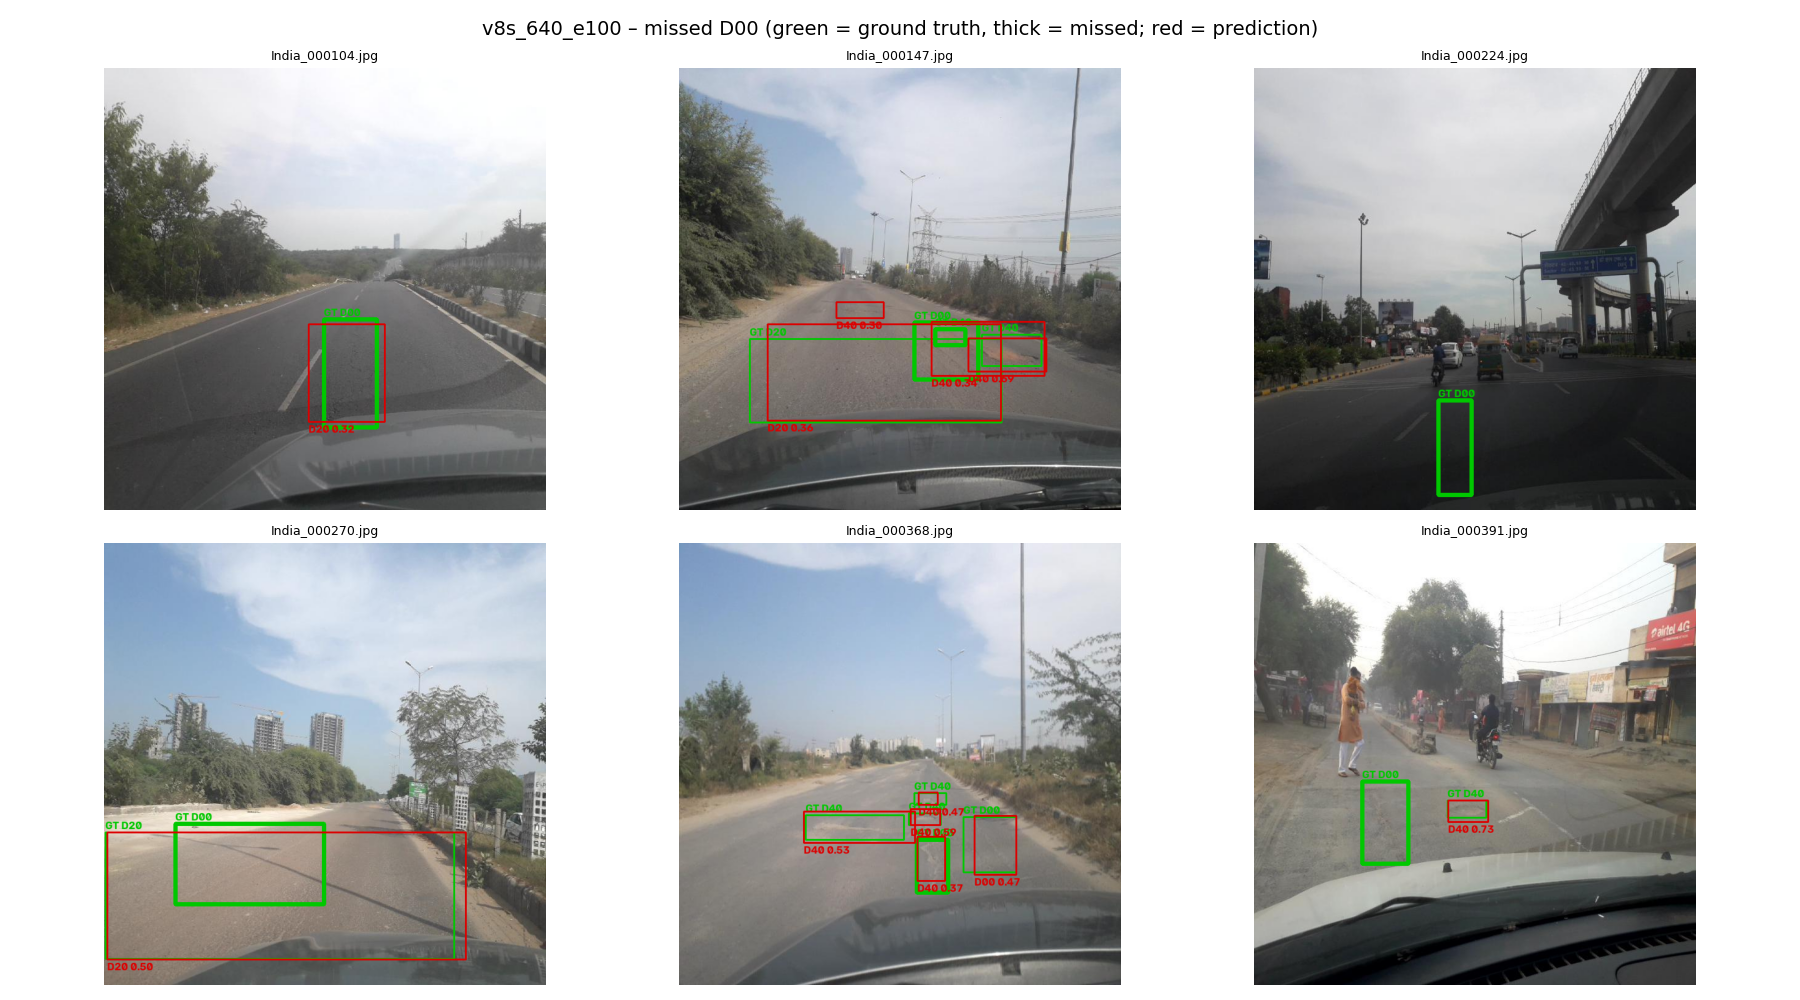 v8s_640_e100 – missed D00 (green = ground truth, thick = missed; red = prediction)
India_000104.jpg
India_000147.jpg
India_000224.jpg
D20 0.32
D40 0.30
GT D00
GT D20
D40 0.34
D40 0.69
D20 0.36
GT D00
India_000270.jpg
India_000368.jpg
India_000391.jpg
GT D00
GT D20
D20 0.50
GT D40
GT D40
D40 0.47
GT D00
D40 0.59
D40 0.53
D40 0.37
D00 0.47
airtel 4G
GT D00
GT D40
D40 0.73